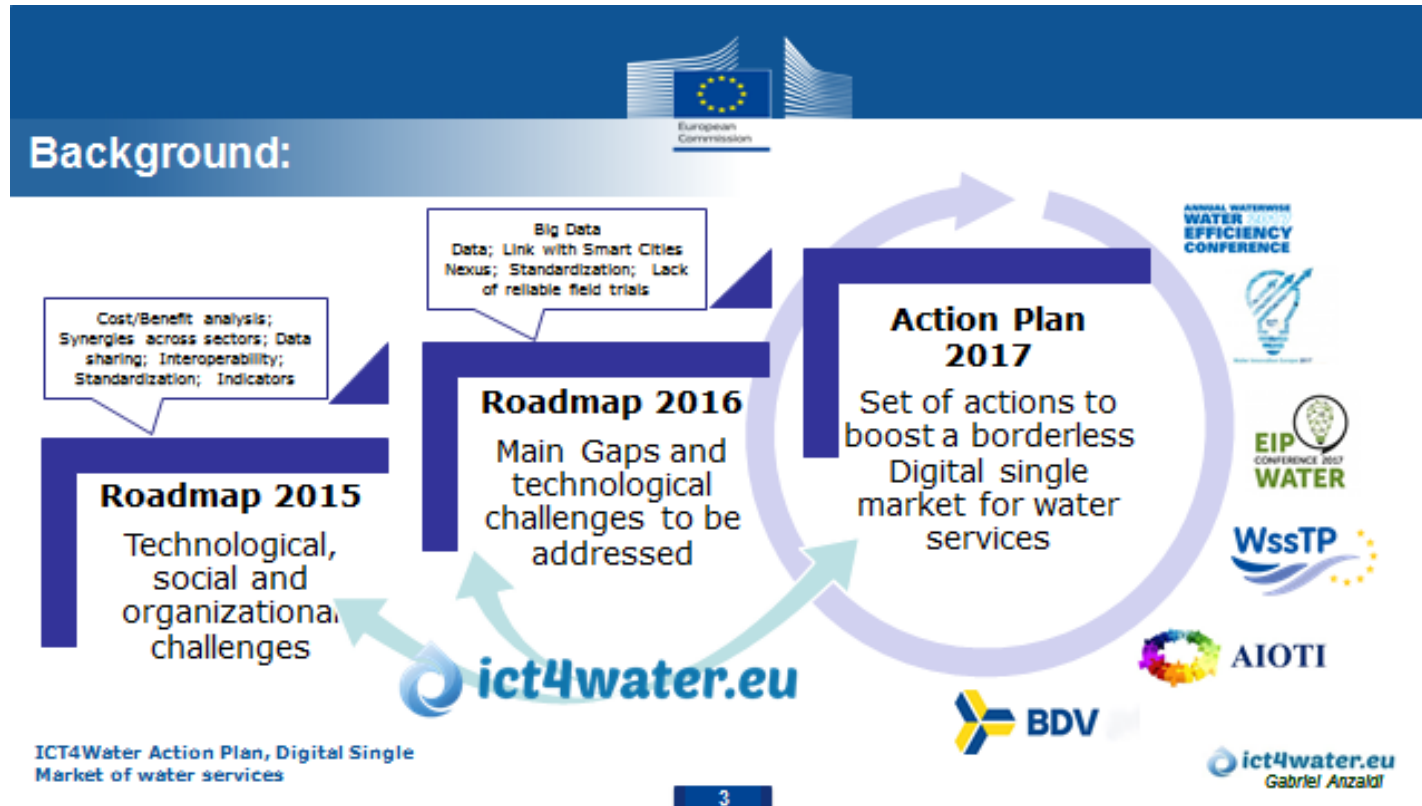 European
Commission
Background:
Big Data
Data; Link with Smart Cities
Nexus; Standardization; Lack
of reliable field trials
Cost/Benefit analysis;
Synergies across sectors; Data
sharing; Interoperability;
Standardization; Indicators
Roadmap 2015
Technological,
social and
organizational
challenges
Roadmap 2016
Main Gaps and
technological
challenges to be
addressed
Action Plan
2017
Set of actions to
boost a borderless
Digital single
market for water
services
ANNUAL WATERWISE
WATER 2017
EFFICIENCY
CONFERENCE
Water Innovation Europe 2017
EIP
CONFERENCE 2017
WATER
WssTP
AIOTI
BDV
ict4water.eu
ICT4Water Action Plan, Digital Single
Market of water services
ict4water.eu
Gabriel Anzaldi
3